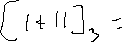 [1+11]₃ =